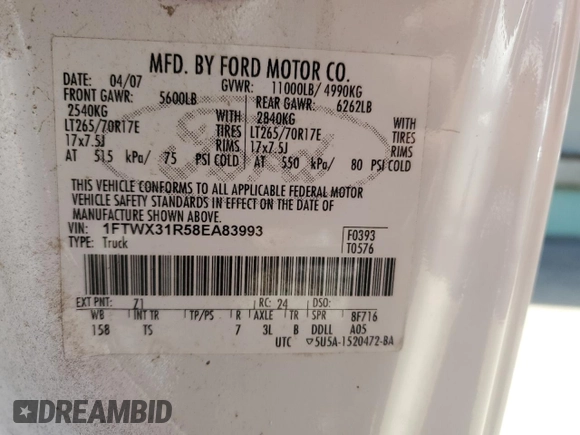 MFD. BY FORD MOTOR CO.
DATE: 04/07 GVWR: 11000LB/ 4990KG
FRONT GAWR: 5600LB REAR GAWR: 6262LB
2540KG WITH 2840KG WITH
LT265/70R17E TIRES LT265/70R17E TIRES
17x7.5J RIMS 17x7.5J RIMS
AT 515 kPa/ 75 PSI COLD AT 550 kPa/ 80 PSI COLD
THIS VEHICLE CONFORMS TO ALL APPLICABLE FEDERAL MOTOR
VEHICLE SAFETY STANDARDS IN EFFECT ON THE DATE OF
MANUFACTURE SHOWN ABOVE.
VIN: 1FTWX31R58EA83993 F0393
TYPE: Truck T0576
EXT PNT: Z1 RC: 24 DSO:
WB INT TR TP/PS R AXLE TR SPR 8F716
158 TS 7 3L B DDLL A05
UTC ▽5U5A-1520472-BA
Ford
DREAMBID